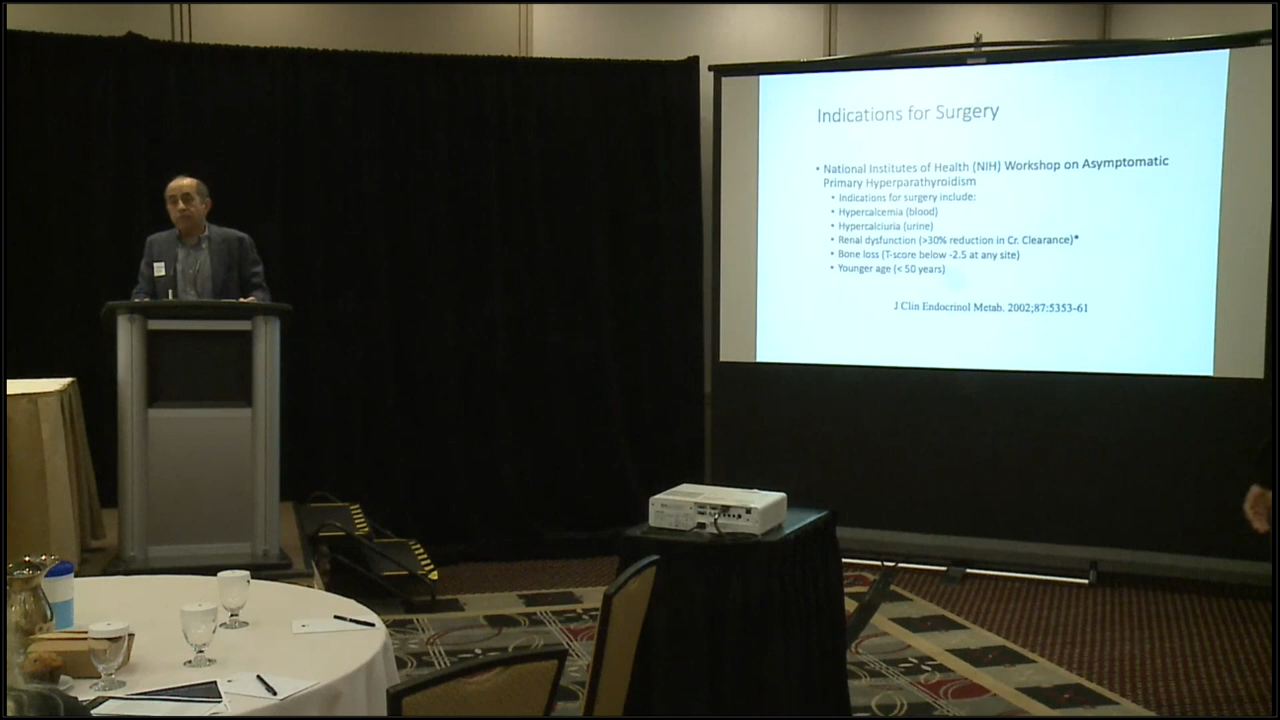 Indications for Surgery
• National Institutes of Health (NIH) Workshop on Asymptomatic
Primary Hyperparathyroidism
• Indications for surgery include:
• Hypercalcemia (blood)
• Hypercalciuria (urine)
• Renal dysfunction (>30% reduction in Cr. Clearance)*
• Bone loss (T-score below -2.5 at any site)
• Younger age (< 50 years)
J Clin Endocrinol Metab. 2002;87:5353-61